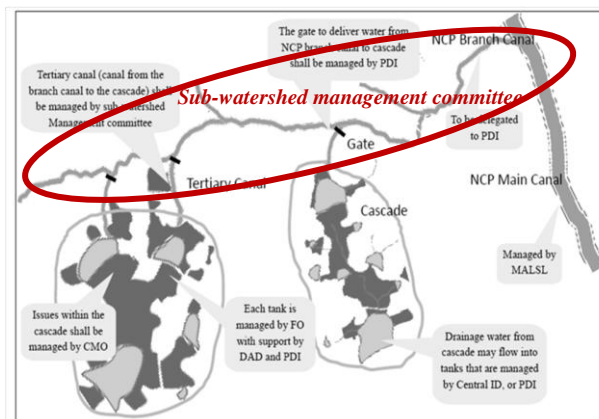 The gate to deliver water from
NCP branch canal to cascade
shall be managed by PDI
NCP Branch Canal
Tertiary canal (canal from the
branch canal to the cascade) shall
be managed by sub-watershed
Management committee
Sub-watershed management committee
To be delegated
to PDI
Gate
Tertiary Canal
NCP Main Canal
Cascade
Managed by
MALSL
Issues within the
cascade shall be
managed by CMO
Each tank is
managed by FO
with support by
DAD and PDI
Drainage water from
cascade may flow into
tanks that are managed
by Central ID, or PDI